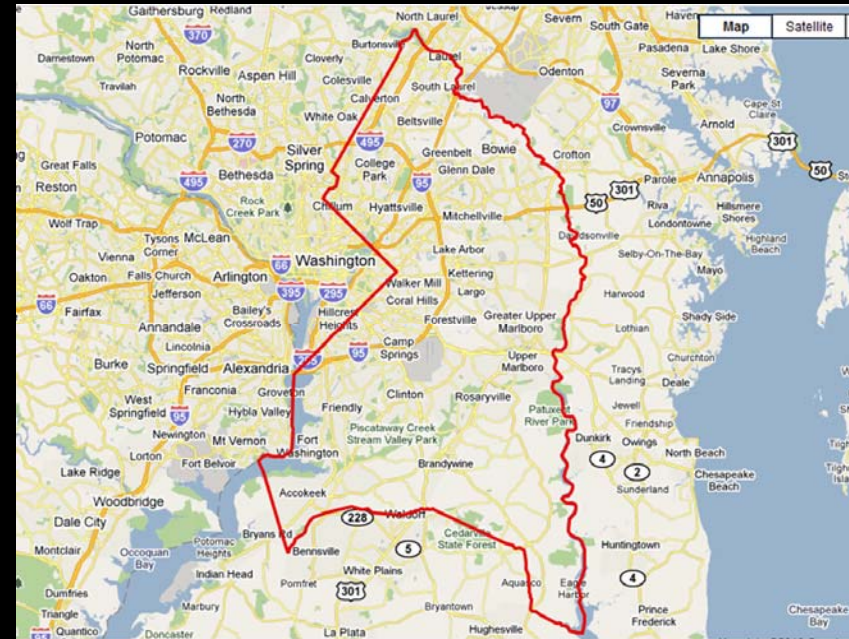 Gaithersburg
Redland
North Laurel
Jessup
Severn
South Gate
Haven
Map
Satellite
370
Burtonsville
Laurel
Pasadena
Lake Shore
North
Potomac
Darnestown
Rockville
Cloverly
Aspen Hill
Odenton
Severna
Park
Travilah
Colesville
South Laurel
97
North
Bethesda
Calverton
Cape St
Claire
White Oak
Beltsville
Crownsville
Arnold
Potomac
270
Silver
Spring
495
Greenbelt
Bowie
301
Great Falls
Bethesda
College
Park
Glenn Dale
Crofton
Parole
Annapolis
50
Reston
495
Rock
Creek Park
95
50
301
Chillum
Hyattsville
Mitchellville
Riva
Hillsmere
Shores
Londontowne
Wolf Trap
Tysons
Corner
McLean
Davidsonville
Highland
Beach
Vienna
Washington
Lake Arbor
Selby-On-The-Bay
66
Oakton
Falls Church
Arlington
Walker Mill
Kettering
Mayo
Jefferson
395
295
Coral Hills
Largo
Harwood
66
Fairfax
Bailey's
Crossroads
Hillcrest
Heights
Forestville
Greater Upper
Marlboro
Shady Side
Annandale
Lothian
Lincolnia
Camp
Springs
Burke
Springfield
Alexandria
95
Upper
Marlboro
Tracys
Landing
Churchton
Deale
Franconia
Groveton
Clinton
Rosaryville
Jewell
West
Springfield
Hybla Valley
Friendly
Patuxent
River Park
Friendship
95
Newington
Piscataway Creek
Stream Valley Park
Dunkirk
Owings
Mt Vernon
Fort
Washington
North Beach
Lorton
Fort Belvoir
4
2
Lake Ridge
Brandywine
Chesapeake
Beach
Accokeek
Sunderland
Woodbridge
228
Waldorf
Dale City
Bryans Rd
Cedarville
State Forest
Potomac
Heights
5
Huntingtown
Montclair
Occoquan
Bay
Bennsville
White Plains
4
Indian Head
Pomfret
Aquasco
Eagle
Harbor
Dumfries
301
Marbury
Bryantown
Prince
Frederick
Chesapeake
Bay
Triangle
Quantico
La Plata
Hughesville
Doncaster
95